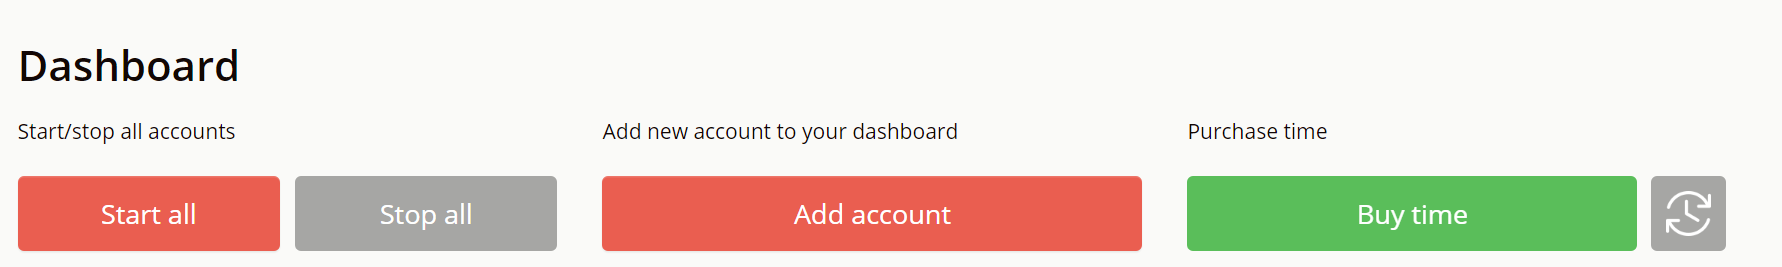 Dashboard
Start/stop all accounts
Start all
Stop all
Add new account to your dashboard
Add account
Purchase time
Buy time